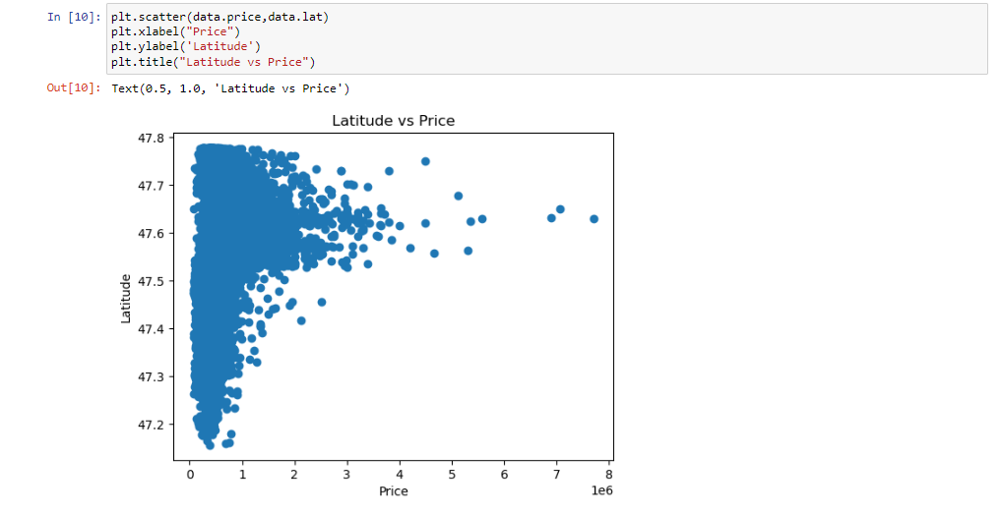 In [10]: plt.scatter(data.price,data.lat)
plt.xlabel("Price")
plt.ylabel('Latitude')
plt.title("Latitude vs Price")
Out[10]: Text(0.5, 1.0, 'Latitude vs Price')
Latitude vs Price
47.8
47.7
47.6
47.5
47.4
47.3
47.2
Latitude
0 1 2 3 4 5 6 7 8
Price
1e6